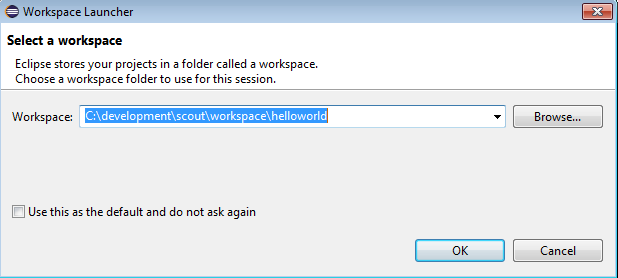 Workspace Launcher
Select a workspace
Eclipse stores your projects in a folder called a workspace.
Choose a workspace folder to use for this session.
Workspace: C:\development\scout\workspace\helloworld Browse...
Use this as the default and do not ask again
OK Cancel